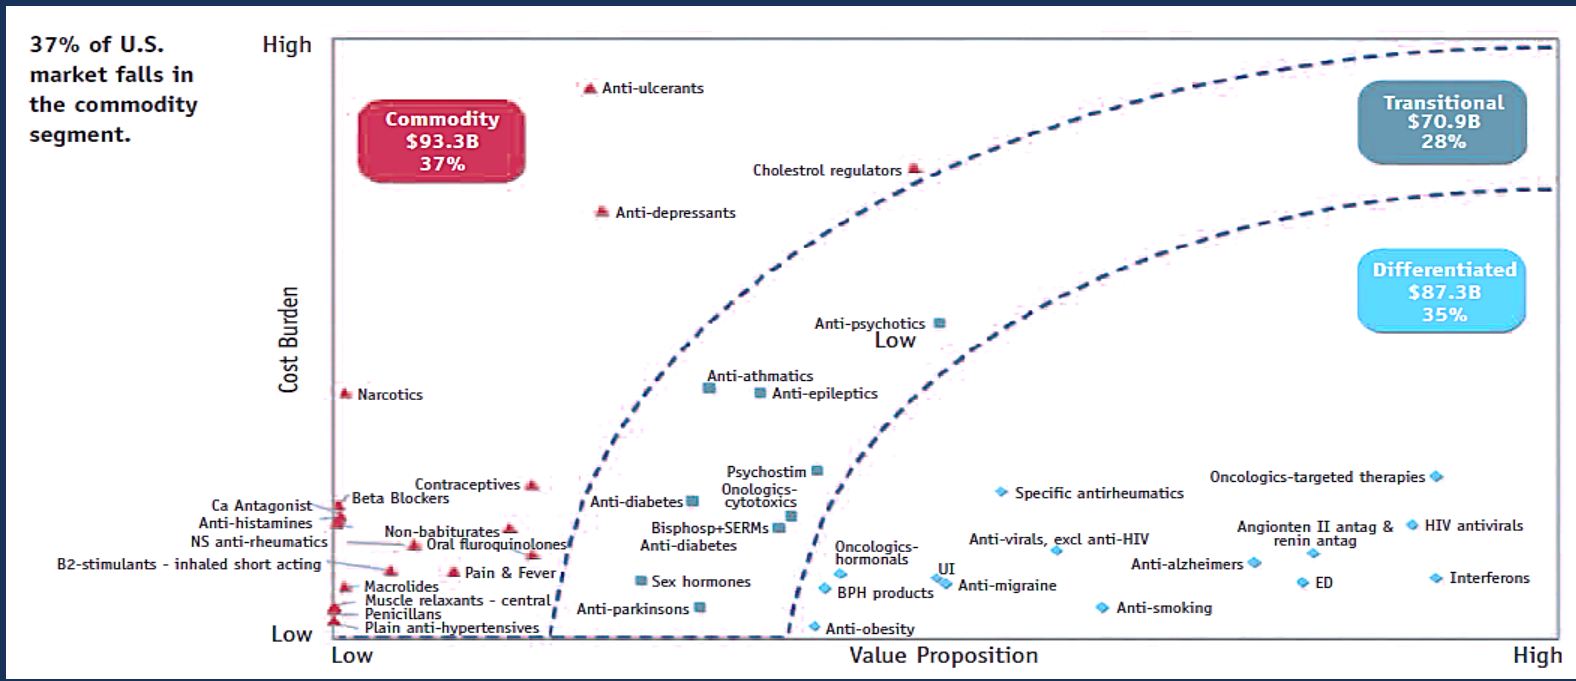 37% of U.S.
market falls in
the commodity
segment.
High
Cost Burden
Low
Commodity
$93.3B
37%
Transitional
$70.9B
28%
Differentiated
$87.3B
35%
Anti-ulcerants
Cholestrol regulators
Anti-depressants
Anti-psychotics
Low
Anti-athmatics
Anti-epileptics
Narcotics
Psychostim
Onologics-
cytotoxics
Anti-diabetes
Bisphosp+SERMs
Anti-diabetes
Sex hormones
Anti-parkinsons
Contraceptives
Beta Blockers
Ca Antagonist
Anti-histamines
Non-babiturates
NS anti-rheumatics
Oral fluroquinolones
B2-stimulants - inhaled short acting
Pain & Fever
Macrolides
Muscle relaxants - central
Penicillans
Plain anti-hypertensives
Oncologics-targeted therapies
Specific antirheumatics
Angionten II antag &
renin antag
HIV antivirals
Anti-virals, excl anti-HIV
Oncologics-
hormonals
Anti-alzheimers
UI
BPH products
Anti-migraine
ED
Interferons
Anti-smoking
Anti-obesity
Low
Value Proposition
High